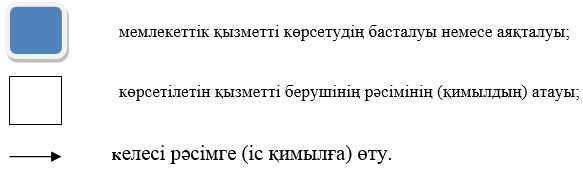 мемлекеттік қызметті көрсетудің басталуы немесе аяқталуы;
көрсетілетін қызметті берушінің рәсімінің (қимылдың) атауы;
келесі рәсімге (іс қимылға) өту.